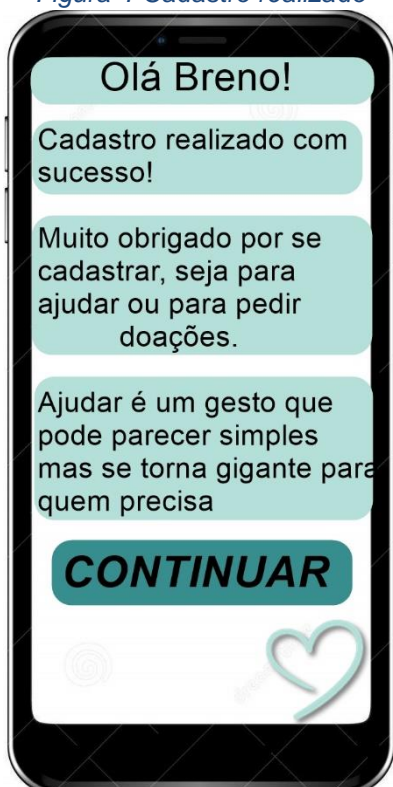 Olá Breno!
Cadastro realizado com
sucesso!
Muito obrigado por se
cadastrar, seja para
ajudar ou para pedir
doações.
Ajudar é um gesto que
pode parecer simples
mas se torna gigante para
quem precisa
CONTINUAR